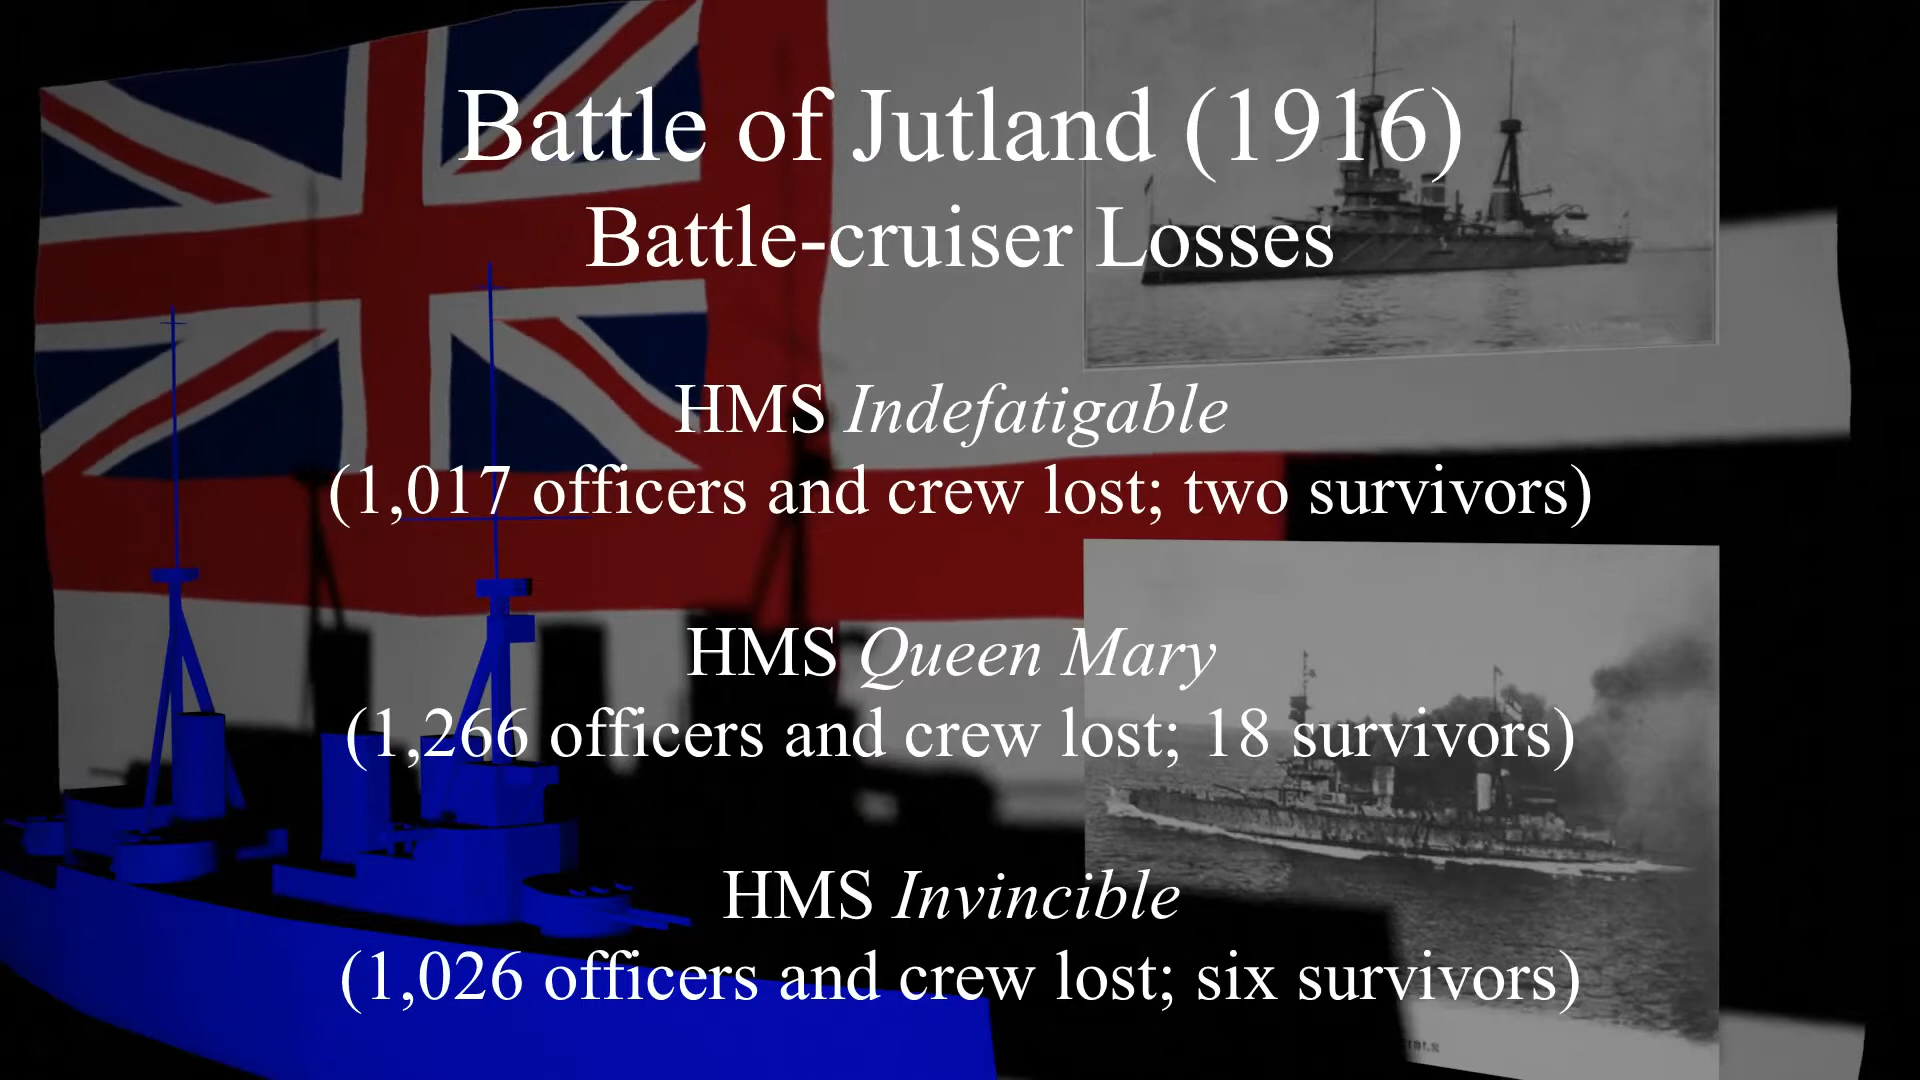 Battle of Jutland (1916)
Battle-cruiser Losses
HMS Indefatigable
(1,017 officers and crew lost; two survivors)
HMS Queen Mary
(1,266 officers and crew lost; 18 survivors)
HMS Invincible
(1,026 officers and crew lost; six survivors)